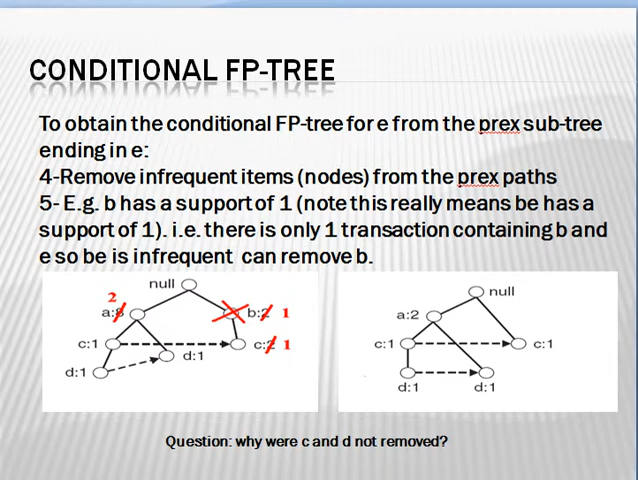 CONDITIONAL FP-TREE
To obtain the conditional FP-tree for e from the prex sub-tree
ending in e:
4-Remove infrequent items (nodes) from the prex paths
5- E.g. b has a support of 1 (note this really means be has a
support of 1). i.e. there is only 1 transaction containing b and
e so be is infrequent can remove b.
null
2
a:8
b:2 1
c:1
c:2 1
d:1
d:1
null
a:2
c:1
c:1
d:1
d:1
Question: why were c and d not removed?